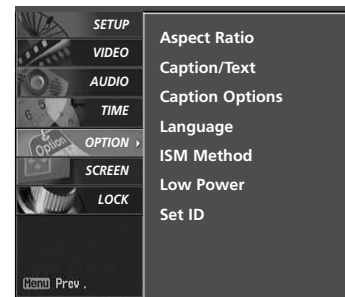 SETUP
VIDEO
AUDIO
TIME
OPTION
SCREEN
LOCK
Menu Prev.
Aspect Ratio
Caption/Text
Caption Options
Language
ISM Method
Low Power
Set ID
Option